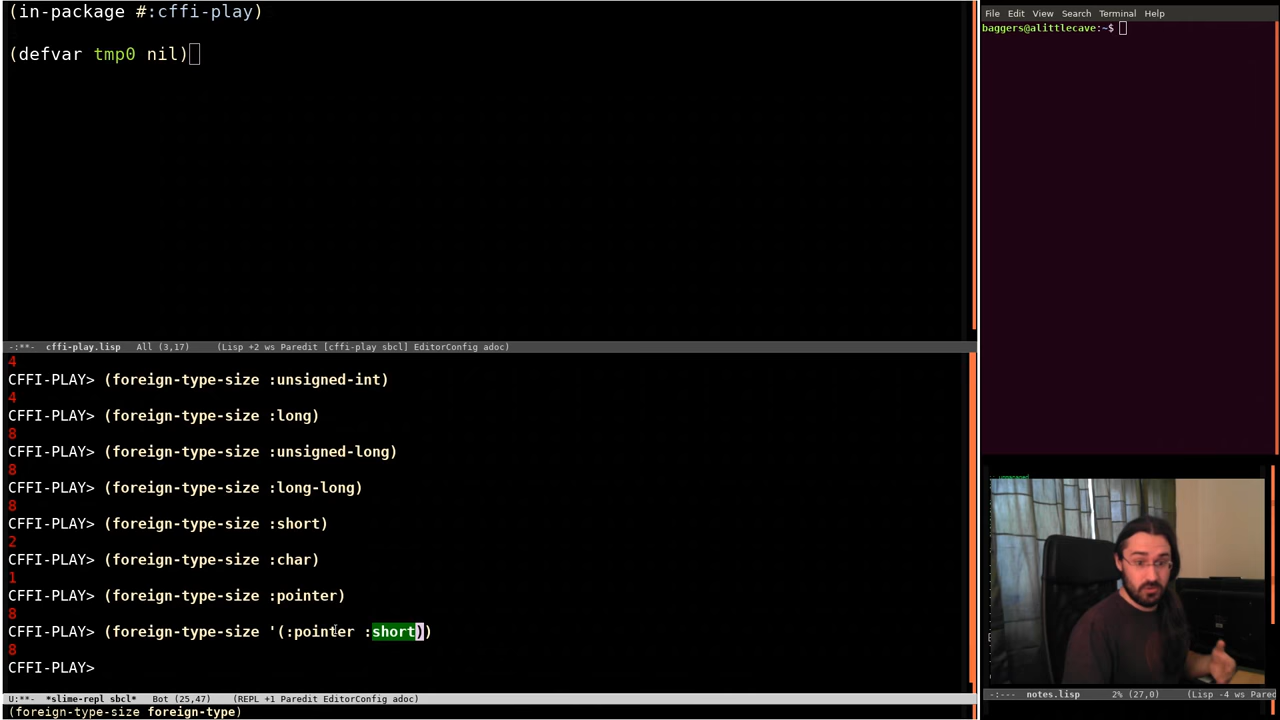 (in-package #:cffi-play)
(defvar tmp0 nil)
-:**- cffi-play.lisp All (3,17) (Lisp +2 ws Paredit [cffi-play sbcl] EditorConfig adoc)
4
CFFI-PLAY> (foreign-type-size :unsigned-int)
4
CFFI-PLAY> (foreign-type-size :long)
8
CFFI-PLAY> (foreign-type-size :unsigned-long)
8
CFFI-PLAY> (foreign-type-size :long-long)
8
CFFI-PLAY> (foreign-type-size :short)
2
CFFI-PLAY> (foreign-type-size :char)
1
CFFI-PLAY> (foreign-type-size :pointer)
8
CFFI-PLAY> (foreign-type-size '(:pointer :short))
8
CFFI-PLAY>
U:**- *slime-repl sbcl* Bot (25,47) (REPL +1 Paredit EditorConfig adoc)
(foreign-type-size foreign-type)
File Edit View Search Terminal Help
baggers@alittlecave:~$
-:--- notes.lisp 2% (27,0) (Lisp -4 ws Pared